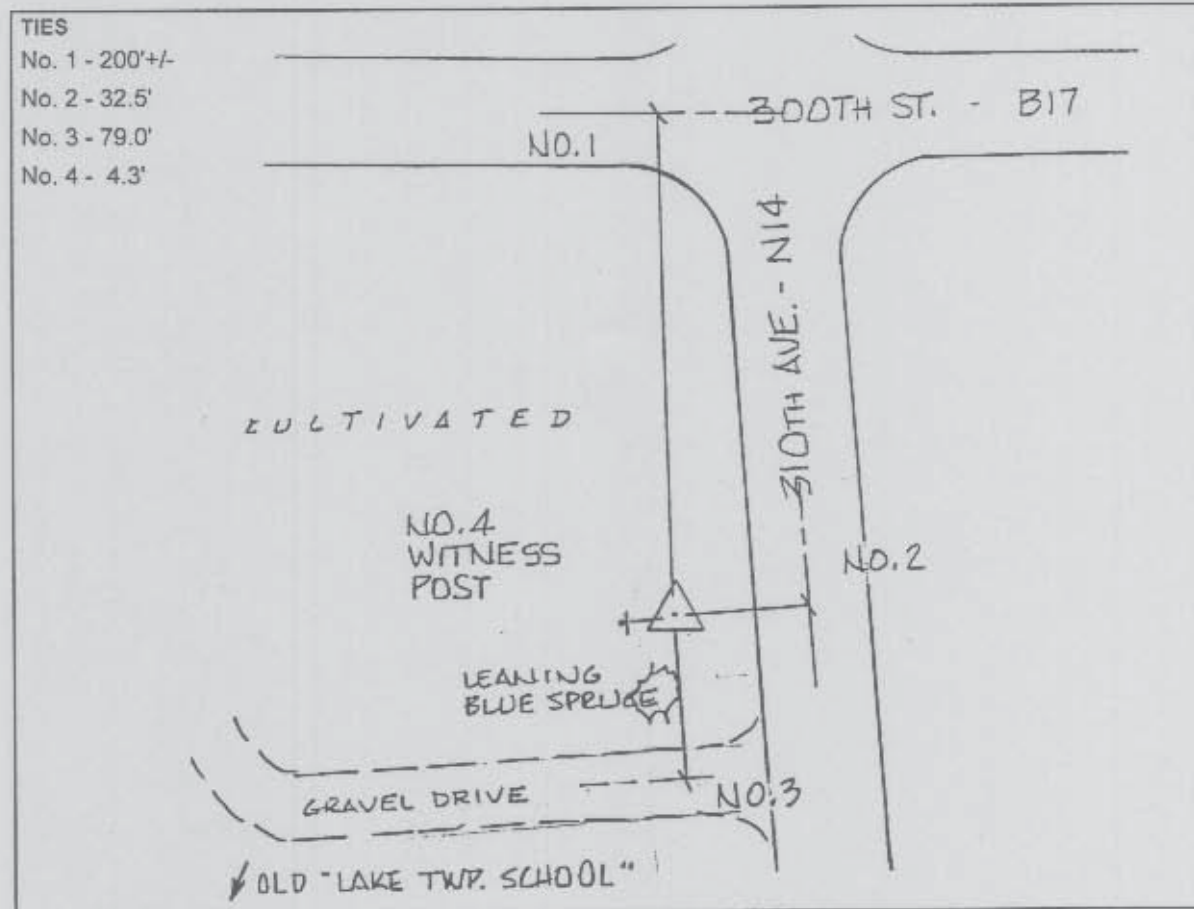 TIES
No. 1 - 200'+/-
No. 2 - 32.5'
No. 3 - 79.0'
No. 4 - 4.3'
300TH ST. - B17
NO.1
310TH AVE. - N14
CULTIVATED
NO.4
WITNESS
POST
NO.2
LEANING
BLUE SPRUCE
GRAVEL DRIVE
NO.3
OLD "LAKE TWP. SCHOOL"